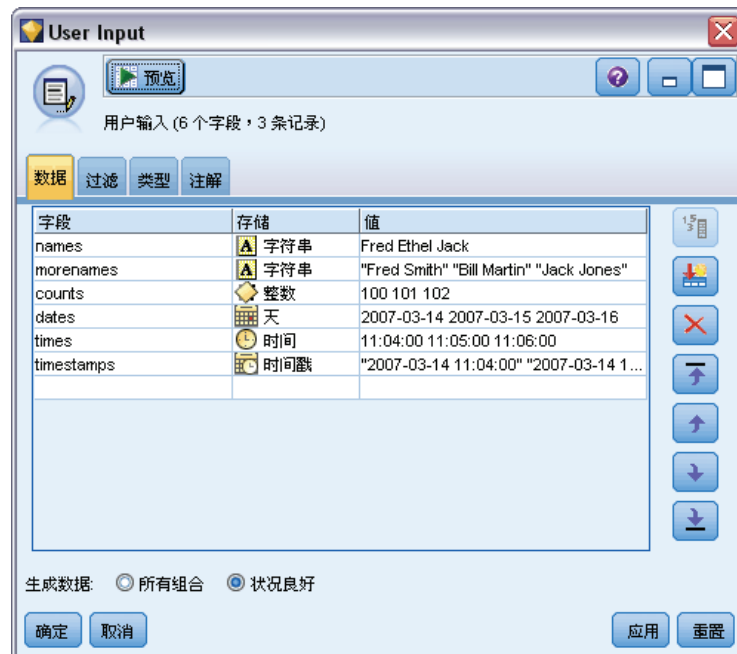 User Input
预览
用户输入 (6 个字段，3 条记录)
数据 过滤 类型 注解
字段 存储 值
names A 字符串 Fred Ethel Jack
morenames A 字符串 "Fred Smith" "Bill Martin" "Jack Jones"
counts 整数 100 101 102
dates 天 2007-03-14 2007-03-15 2007-03-16
times 时间 11:04:00 11:05:00 11:06:00
timestamps 时间戳 "2007-03-14 11:04:00" "2007-03-14 1...
生成数据: 所有组合 状况良好
确定 取消 应用 重置